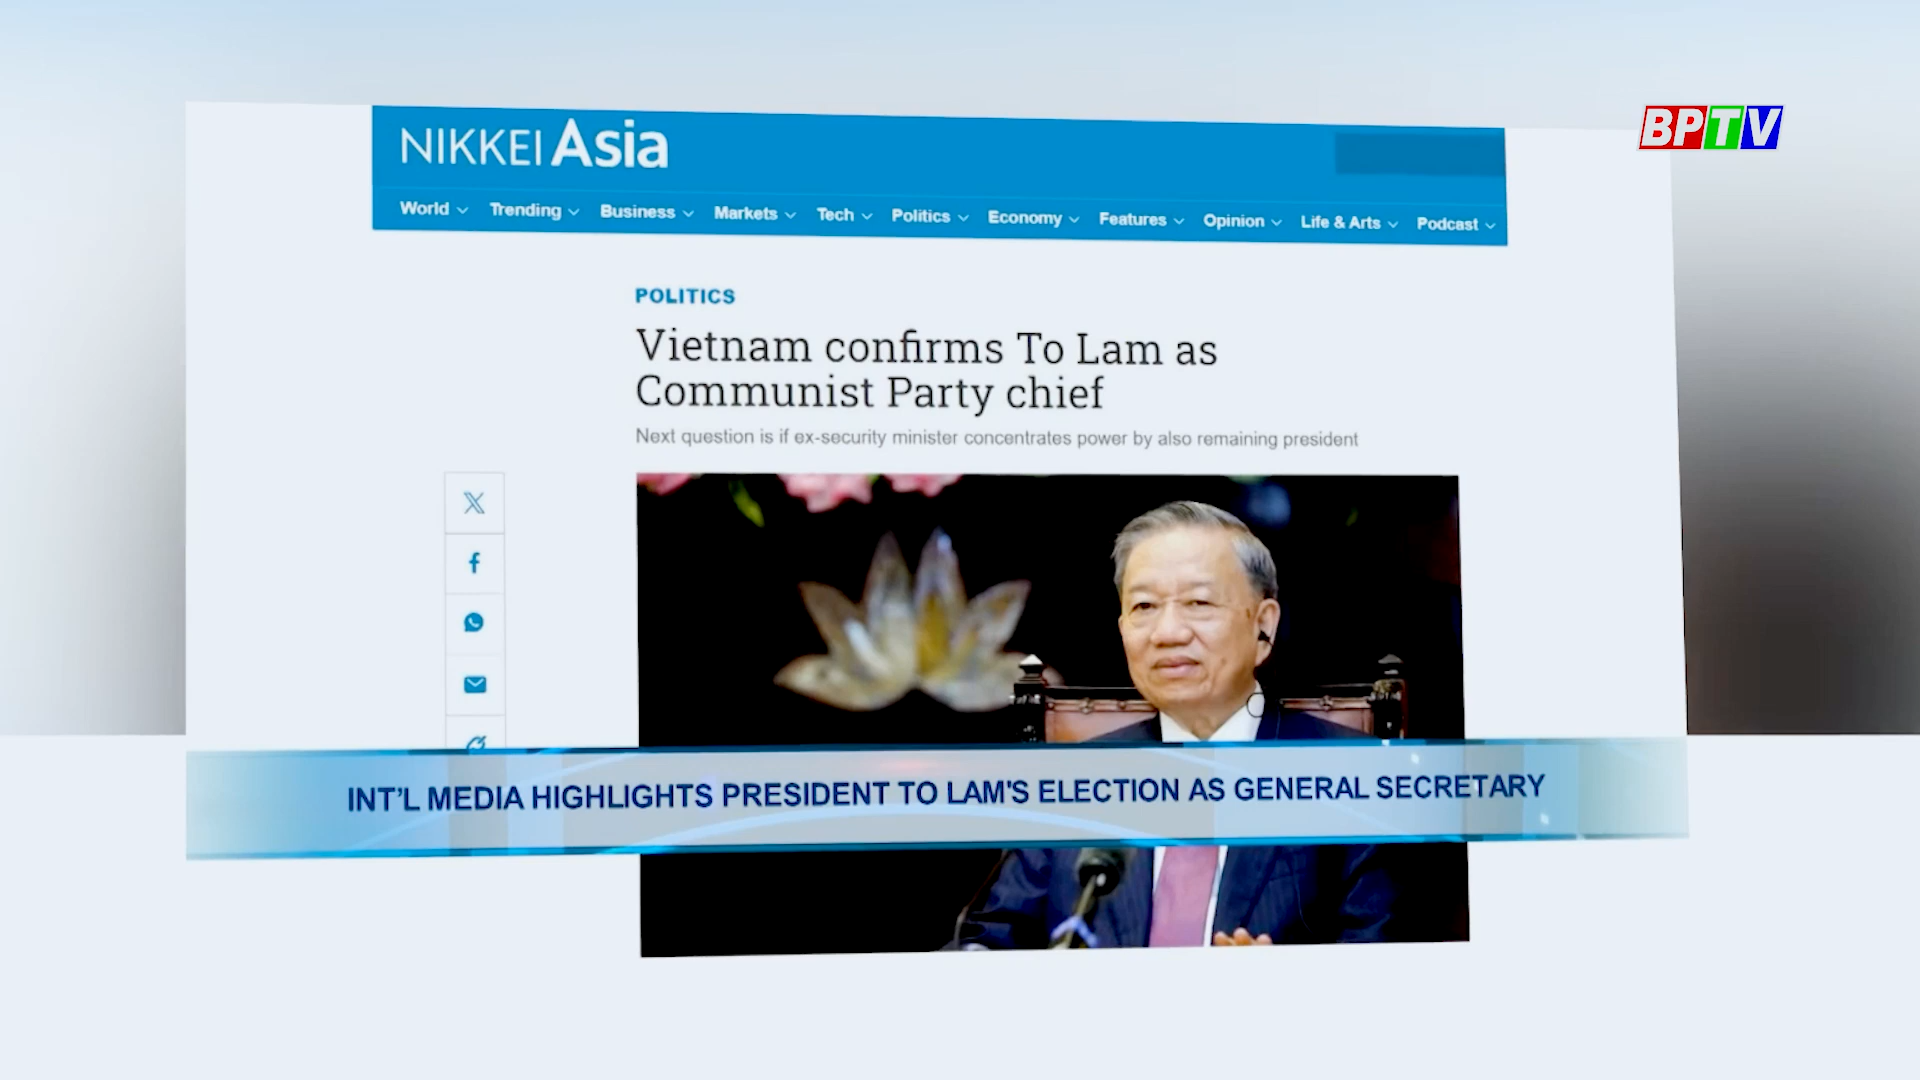 BPTV
NIKKEI Asia
World Trending Business Markets Tech Politics Economy Features Opinion Life & Arts Podcast
POLITICS
Vietnam confirms To Lam as
Communist Party chief
Next question is if ex-security minister concentrates power by also remaining president
INT'L MEDIA HIGHLIGHTS PRESIDENT TO LAM'S ELECTION AS GENERAL SECRETARY